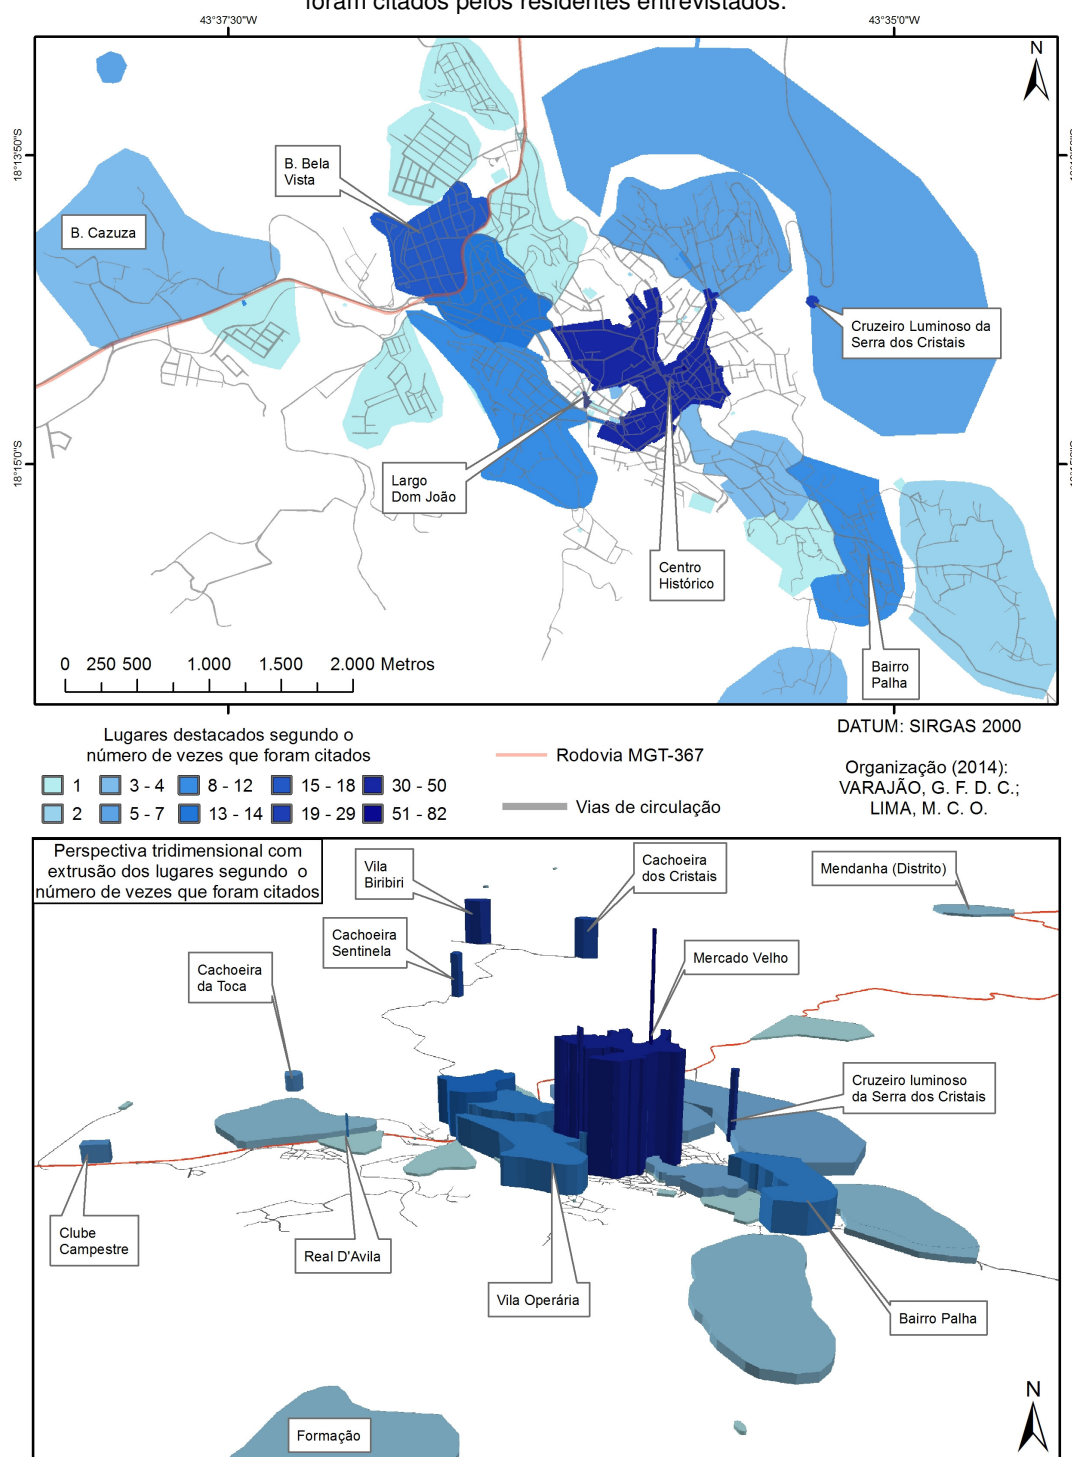 foram citados pelos residentes entrevistados.
43°37'30"W
43°35'0"W
N
18°13'50"S
B. Bela
Vista
B. Cazuza
Cruzeiro Luminoso da
Serra dos Cristais
18°15'0"S
Largo
Dom João
Centro
Histórico
Bairro
Palha
0 250 500 1.000 1.500 2.000 Metros
DATUM: SIRGAS 2000
Lugares destacados segundo o
número de vezes que foram citados
1 3 - 4 8 - 12 15 - 18 30 - 50
2 5 - 7 13 - 14 19 - 29 51 - 82
Rodovia MGT-367
Vias de circulação
Organização (2014):
VARAJÃO, G. F. D. C.;
LIMA, M. C. O.
Perspectiva tridimensional com
extrusão dos lugares segundo o
número de vezes que foram citados
Vila
Biribiri
Cachoeira
dos Cristais
Mendanha (Distrito)
Cachoeira
Sentinela
Mercado Velho
Cachoeira
da Toca
Cruzeiro luminoso
da Serra dos Cristais
Clube
Campestre
Real D'Avila
Vila Operária
Bairro Palha
N
Formação